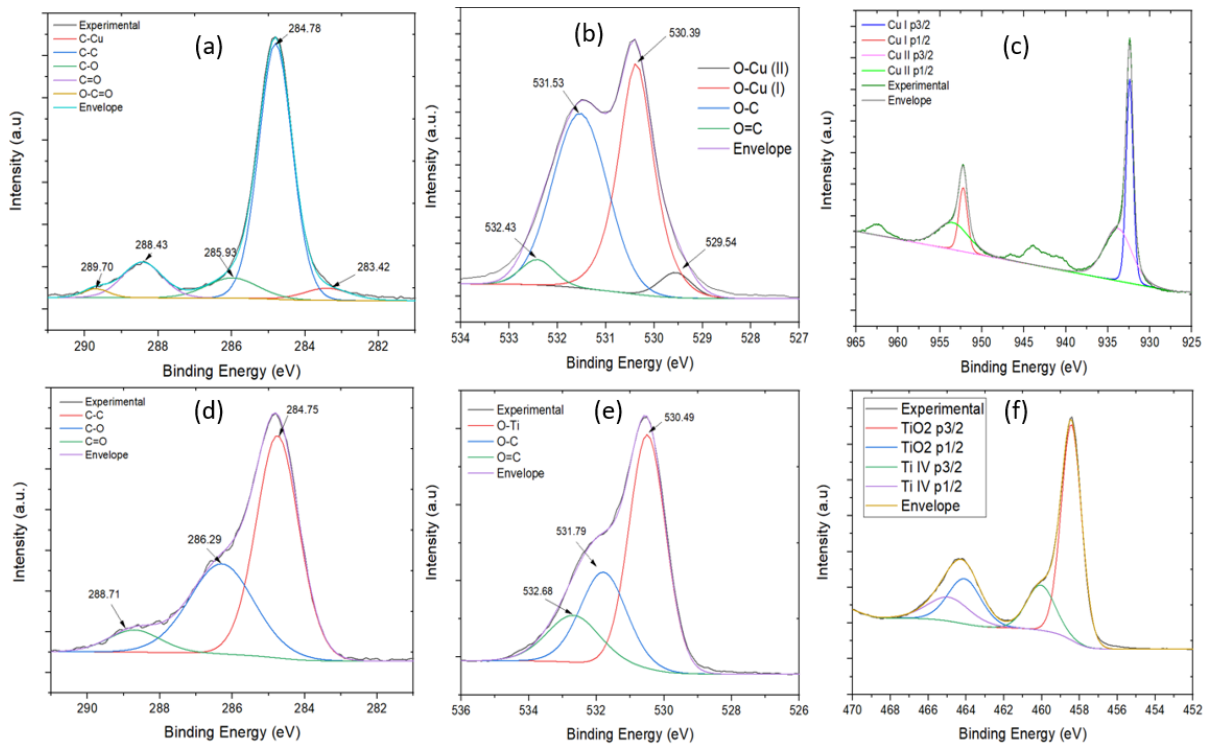 (a)
Experimental
C-Cu
C-C
C-O
C=O
O-C=O
Envelope
284.78
289.70
288.43
285.93
283.42
Intensity (a.u)
290 288 286 284 282
Binding Energy (eV)
(b)
530.39
531.53
532.43
529.54
O-Cu (II)
O-Cu (I)
O-C
O=C
Envelope
Intensity (a.u.)
534 533 532 531 530 529 528 527
Binding Energy (eV)
(c)
Cu I p3/2
Cu I p1/2
Cu II p3/2
Cu II p1/2
Experimental
Envelope
Intensity (a.u)
965 960 955 950 945 940 935 930 925
Binding Energy (eV)
(d)
Experimental
C-C
C-O
C=O
Envelope
284.75
286.29
288.71
Intensity (a.u.)
290 288 286 284 282
Binding Energy (eV)
(e)
Experimental
O-Ti
O-C
O=C
Envelope
530.49
531.79
532.68
Intensity (a.u.)
536 534 532 530 528 526
Binding Energy (eV)
(f)
Experimental
TiO2 p3/2
TiO2 p1/2
Ti IV p3/2
Ti IV p1/2
Envelope
Intensity (a.u)
470 468 466 464 462 460 458 456 454 452
Binding Energy (eV)